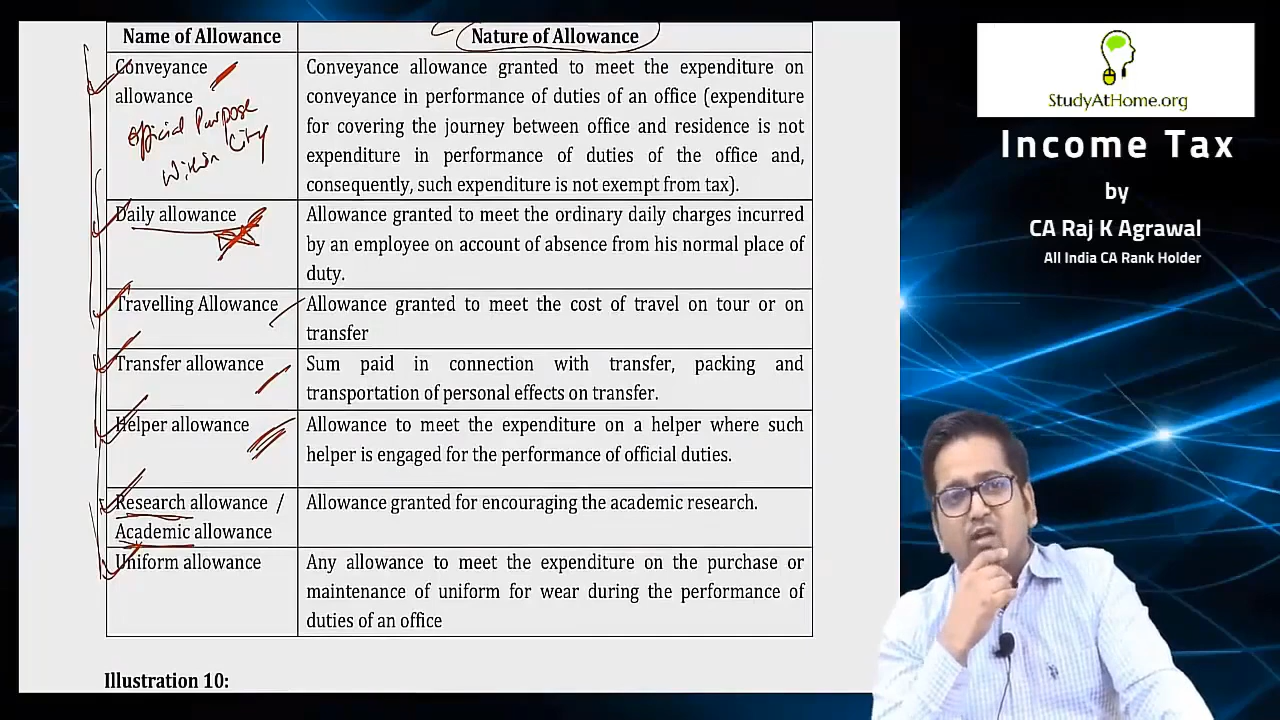 Name of Allowance
Nature of Allowance
Conveyance
allowance
Official Purpose
Within City
Conveyance allowance granted to meet the expenditure on
conveyance in performance of duties of an office (expenditure
for covering the journey between office and residence is not
expenditure in performance of duties of the office and,
consequently, such expenditure is not exempt from tax).
Daily allowance
Allowance granted to meet the ordinary daily charges incurred
by an employee on account of absence from his normal place of
duty.
Travelling Allowance
Allowance granted to meet the cost of travel on tour or on
transfer
Transfer allowance
Sum paid in connection with transfer, packing and
transportation of personal effects on transfer.
Helper allowance
Allowance to meet the expenditure on a helper where such
helper is engaged for the performance of official duties.
Research allowance /
Academic allowance
Allowance granted for encouraging the academic research.
Uniform allowance
Any allowance to meet the expenditure on the purchase or
maintenance of uniform for wear during the performance of
duties of an office
Illustration 10:
StudyAtHome.org
Income Tax
by
CA Raj K Agrawal
All India CA Rank Holder